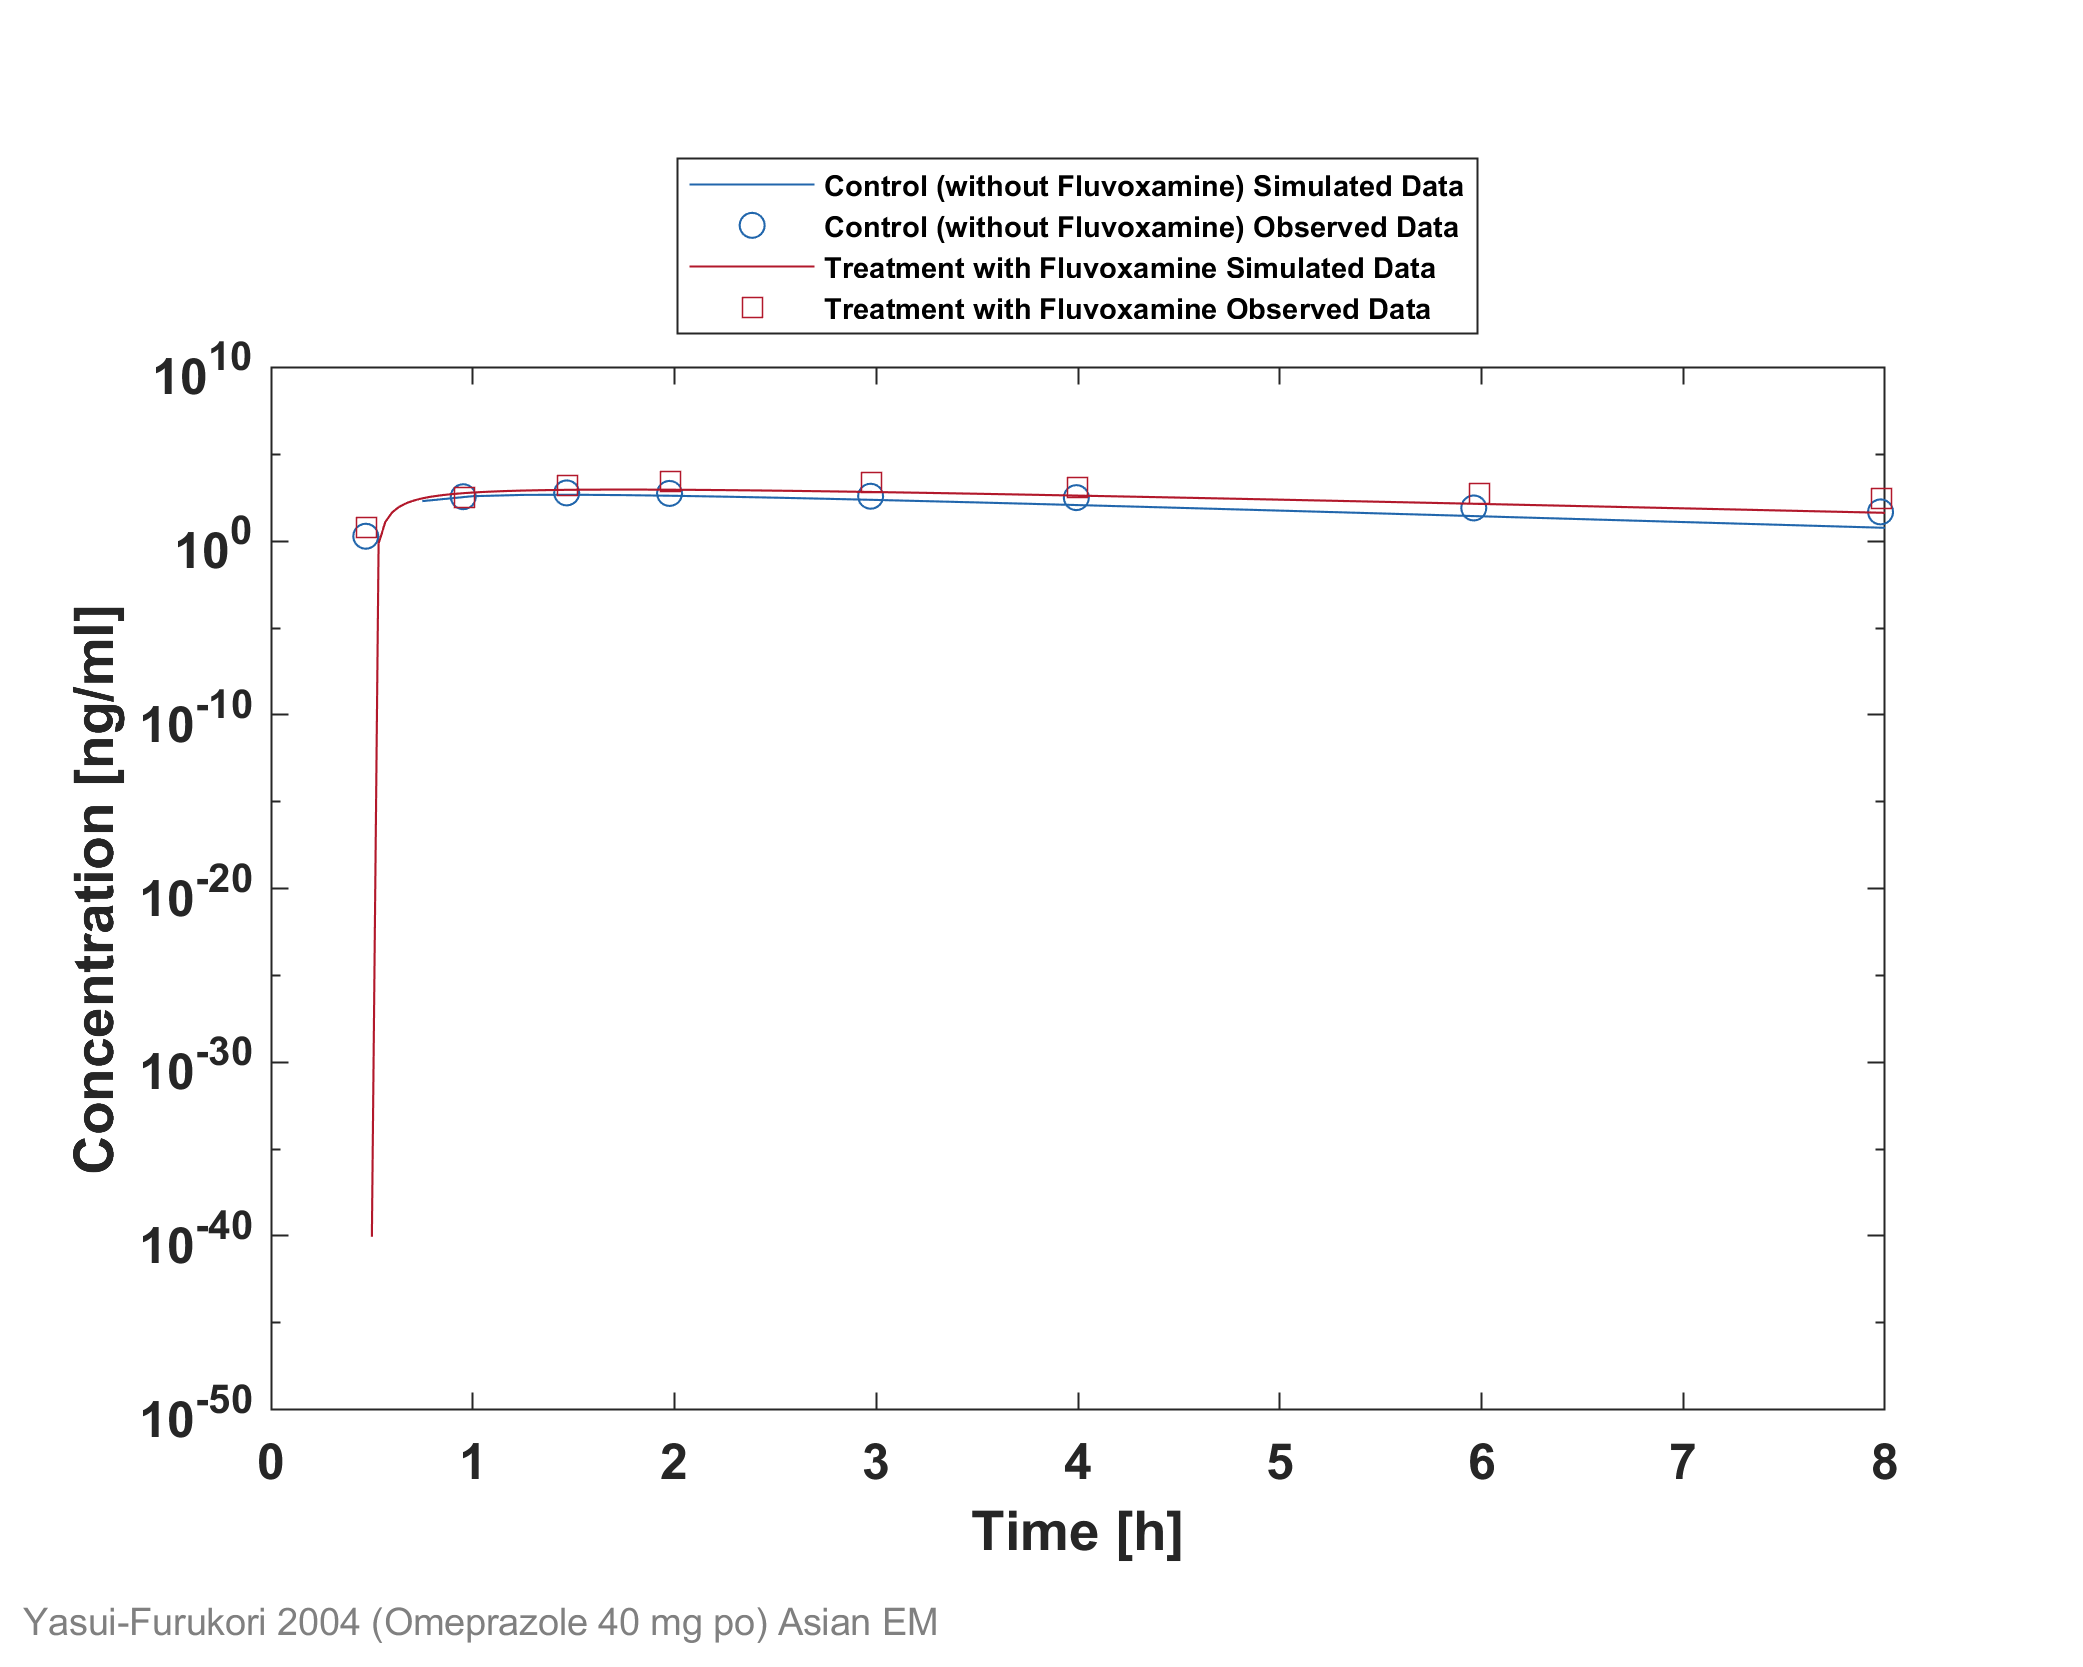 Control (without Fluvoxamine) Simulated Data
Control (without Fluvoxamine) Observed Data
Treatment with Fluvoxamine Simulated Data
Treatment with Fluvoxamine Observed Data
10^10
10^0
10^-10
10^-20
10^-30
10^-40
10^-50
Concentration [ng/ml]
0 1 2 3 4 5 6 7 8
Time [h]
Yasui-Furukori 2004 (Omeprazole 40 mg po) Asian EM